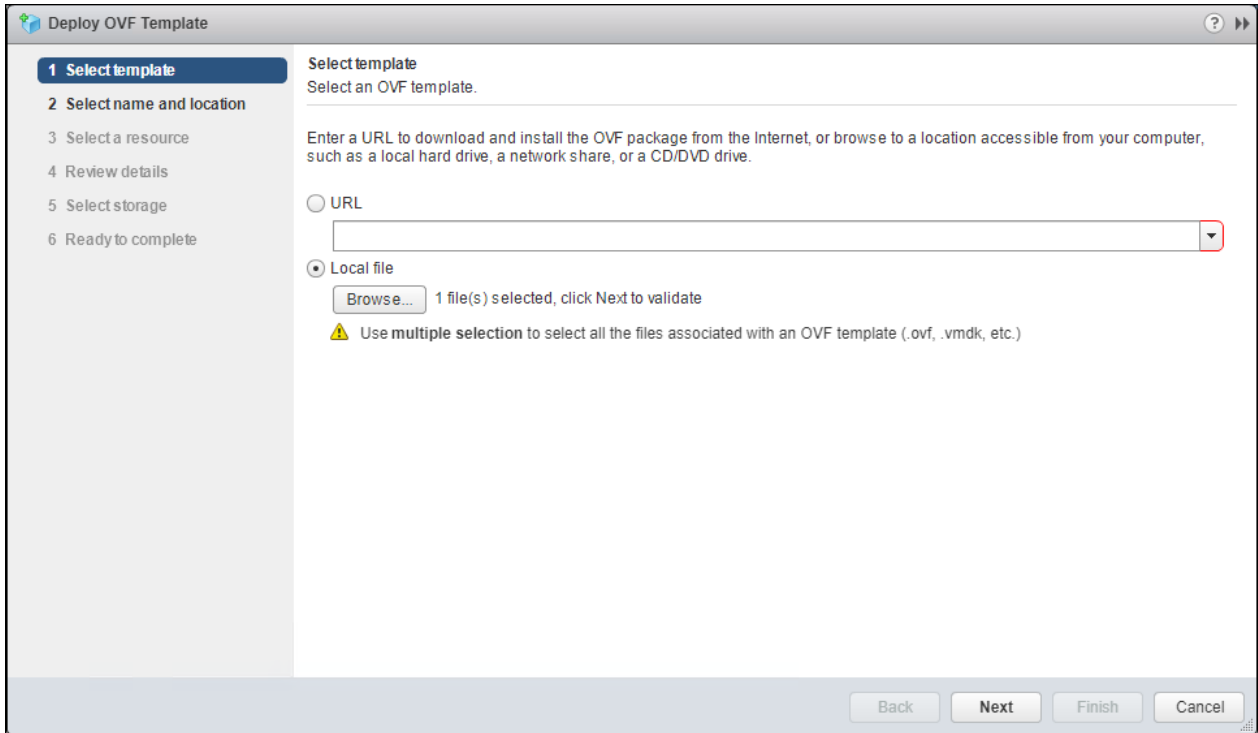 Deploy OVF Template
?
1 Select template
2 Select name and location
3 Select a resource
4 Review details
5 Select storage
6 Ready to complete
Select template
Select an OVF template.
Enter a URL to download and install the OVF package from the Internet, or browse to a location accessible from your computer,
such as a local hard drive, a network share, or a CD/DVD drive.
URL
Local file
Browse... 1 file(s) selected, click Next to validate
Use multiple selection to select all the files associated with an OVF template (.ovf, .vmdk, etc.)
Back Next Finish Cancel